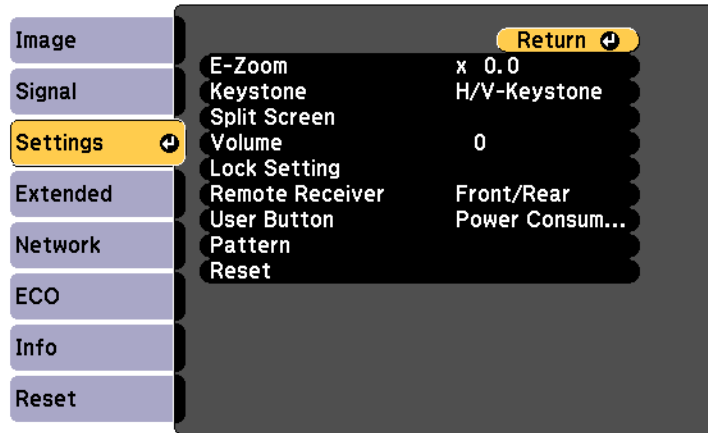 Image
Signal
Settings
Extended
Network
ECO
Info
Reset
Return
E-Zoom x 0.0
Keystone H/V-Keystone
Split Screen
Volume 0
Lock Setting
Remote Receiver Front/Rear
User Button Power Consum...
Pattern
Reset